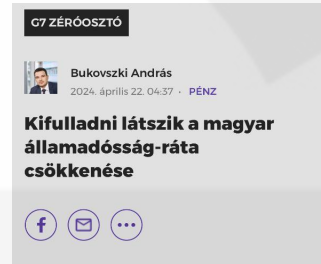 G7 ZÉRÓOSZTÓ
Bukovszki András
2024. április 22. 04:37 · PÉNZ
Kifulladni látszik a magyar
államadósság-ráta
csökkenése